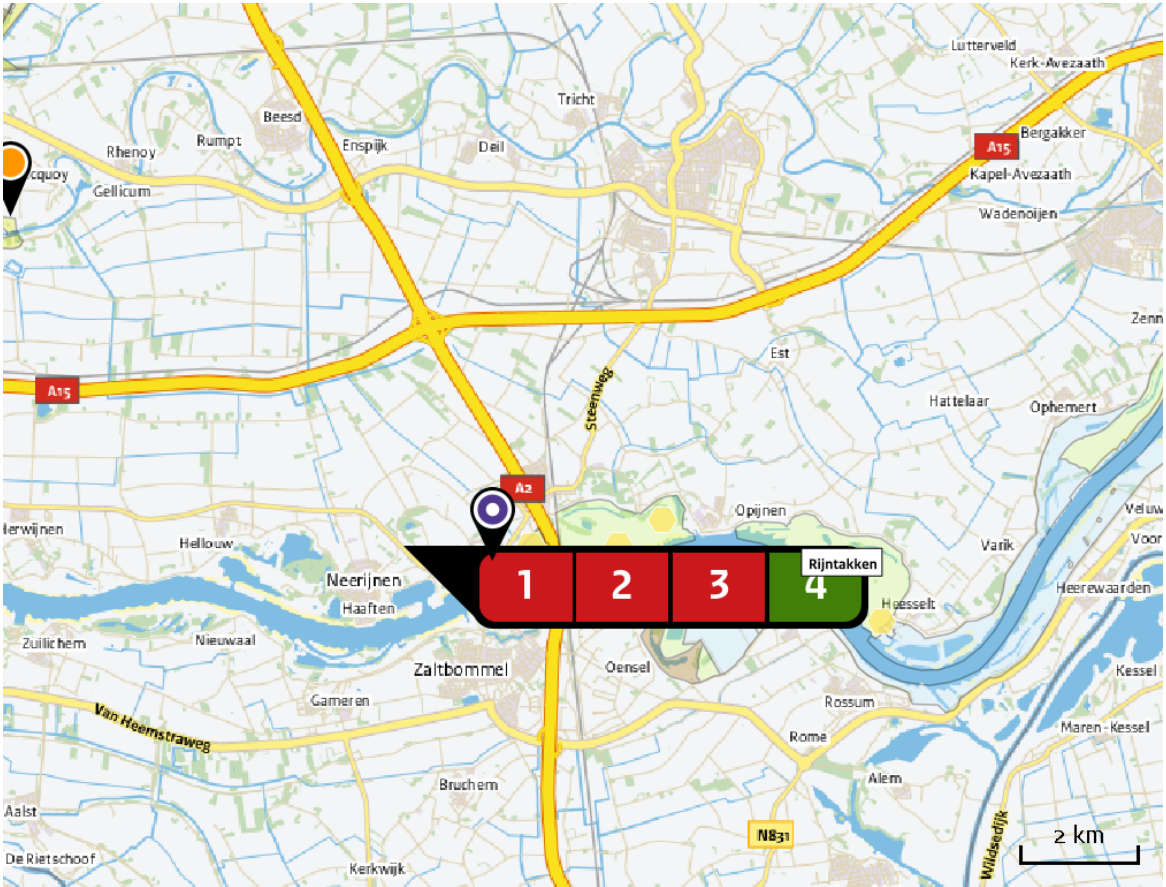 Lutterveld
Kerk-Avezaath
Tricht
Beesd
Bergakker
Rumpt
Enspijk
Deil
A15
Rhenoy
cquoy
Kapel-Avezaath
Gellicum
Wadenoijen
Zenn
Est
A15
Steenweg
Hattelaar
Ophemert
A2
Opijnen
Veluw
Herwijnen
Hellouw
Varik
Voor
Rijntakken
1
2
3
4
Neerijnen
Heerewaarden
Haaften
Heesselt
Zuilichem
Nieuwaal
Zaltbommel
Oensel
Kessel
Gameren
Rossum
Van Heemstraweg
Maren-Kessel
Rome
Alem
Bruchem
Aalst
N831
2 km
Wildsedijk
De Rietschoof
Kerkwijk